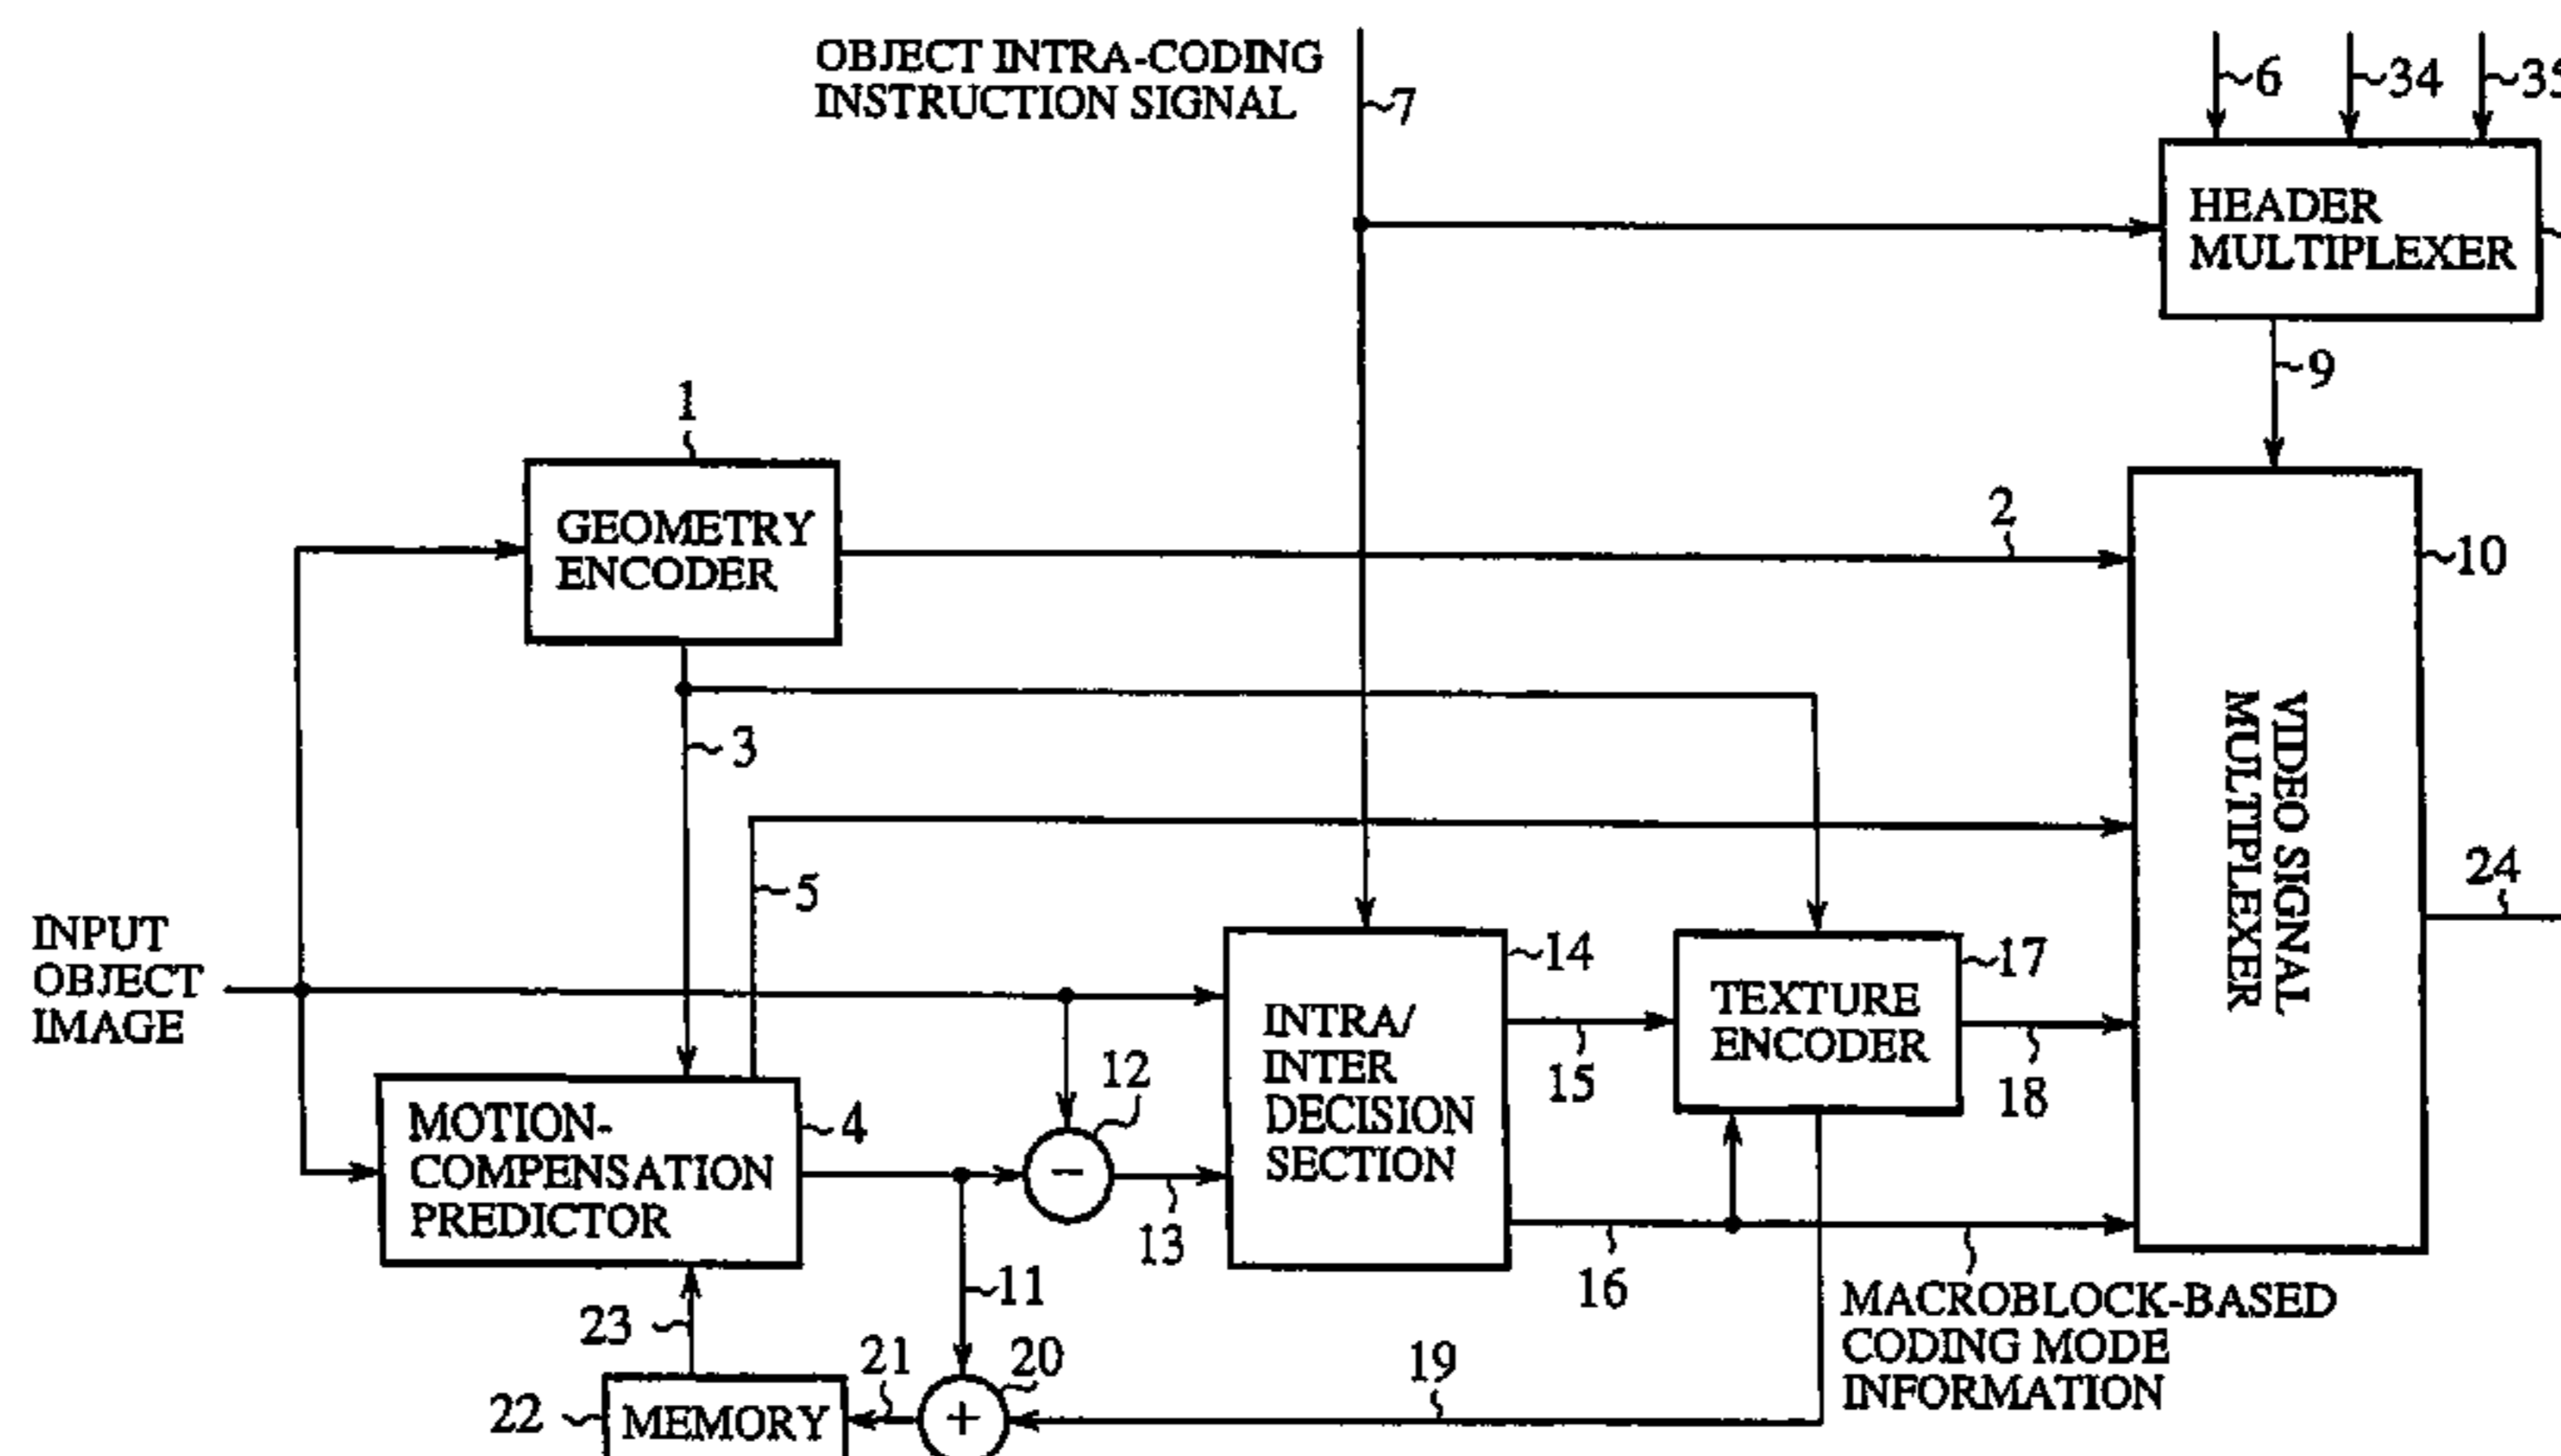 OBJECT INTRA-CODING
INSTRUCTION SIGNAL
7
6
34
35
HEADER
MULTIPLEXER
9
1
GEOMETRY
ENCODER
2
10
3
VIDEO SIGNAL
MULTIPLEXER
5
24
INPUT
OBJECT
IMAGE
14
INTRA/
INTER
DECISION
SECTION
17
TEXTURE
ENCODER
15
18
12
MOTION-
COMPENSATION
PREDICTOR
4
13
11
16
MACROBLOCK-BASED
CODING MODE
INFORMATION
23
21
20
19
22
MEMORY
+
−